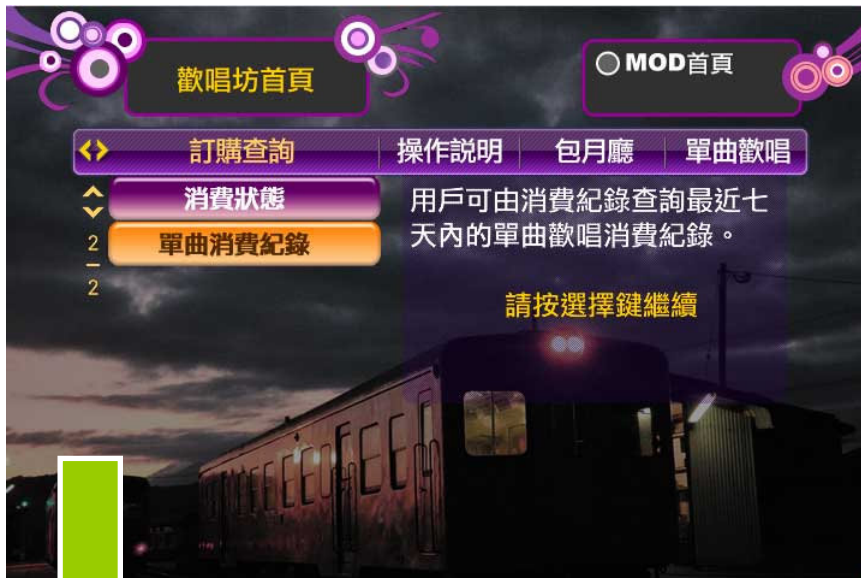 歡唱坊首頁
MOD首頁
訂購查詢 操作説明 包月廳 單曲歡唱
消費狀態
用戶可由消費紀錄查詢最近七
天內的單曲歡唱消費紀錄。
單曲消費紀錄
2
2
請按選擇鍵繼續